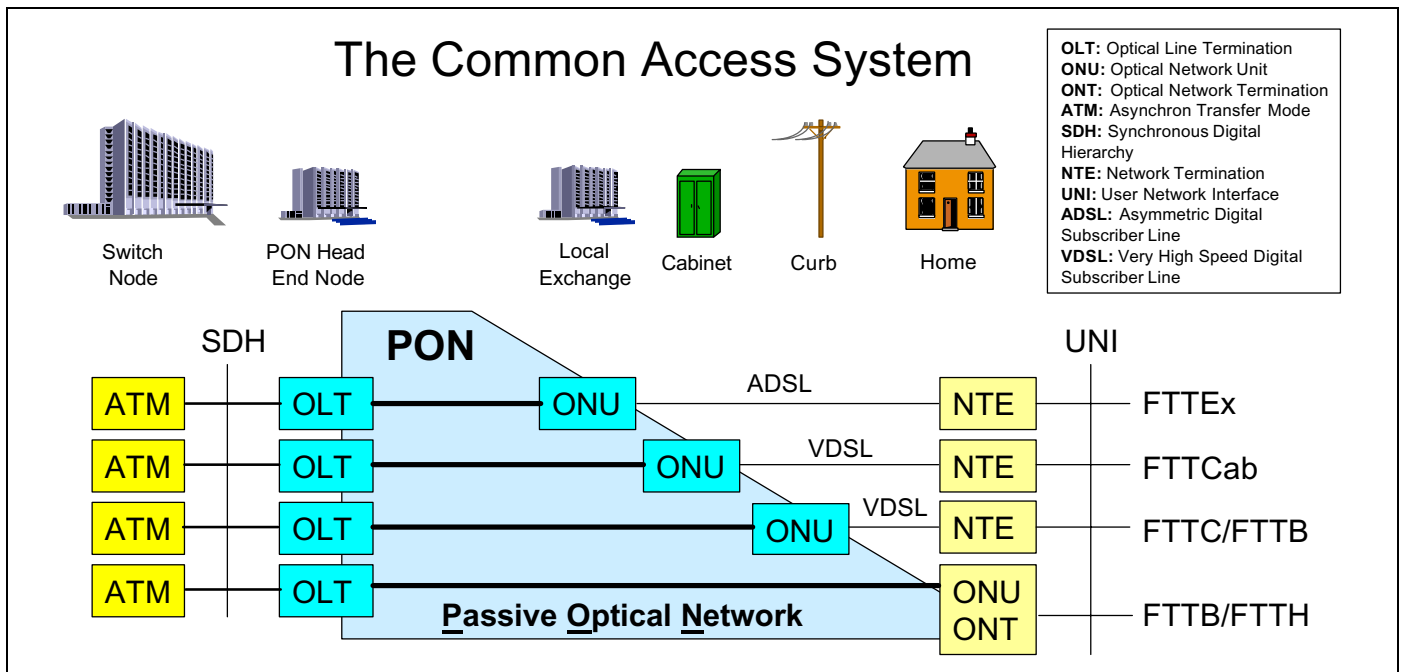 The Common Access System
OLT: Optical Line Termination
ONU: Optical Network Unit
ONT: Optical Network Termination
ATM: Asynchron Transfer Mode
SDH: Synchronous Digital
Hierarchy
NTE: Network Termination
UNI: User Network Interface
ADSL: Asymmetric Digital
Subscriber Line
VDSL: Very High Speed Digital
Subscriber Line
Switch
Node
PON Head
End Node
Local
Exchange
Cabinet
Curb
Home
SDH
PON
UNI
ATM OLT ONU ADSL NTE FTTEx
ATM OLT ONU VDSL NTE FTTCab
ATM OLT ONU VDSL NTE FTTC/FTTB
ATM OLT ONU
ONT FTTB/FTTH
Passive Optical Network